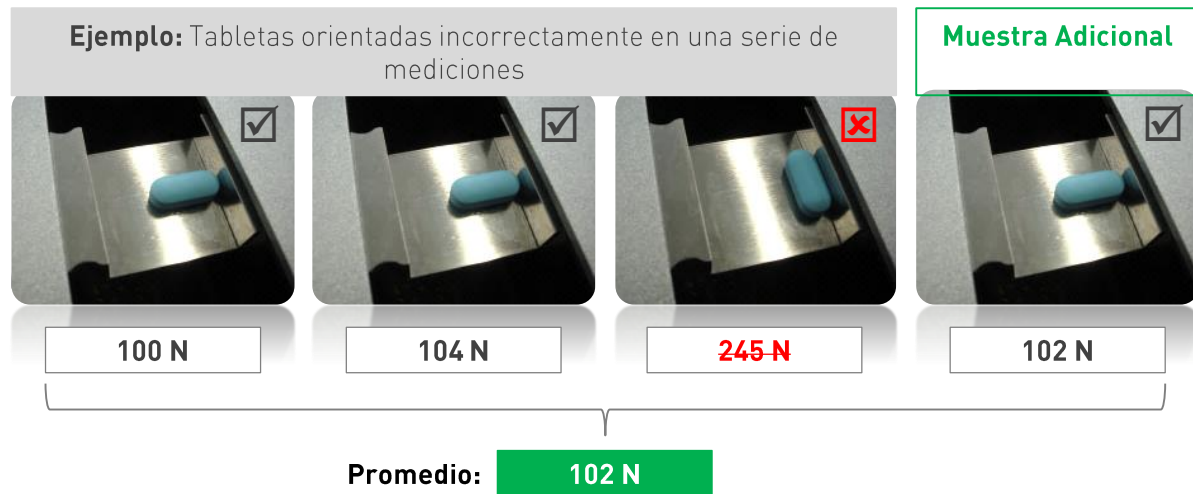 Ejemplo: Tabletas orientadas incorrectamente en una serie de
mediciones
Muestra Adicional
100 N
104 N
245 N
102 N
Promedio:
102 N